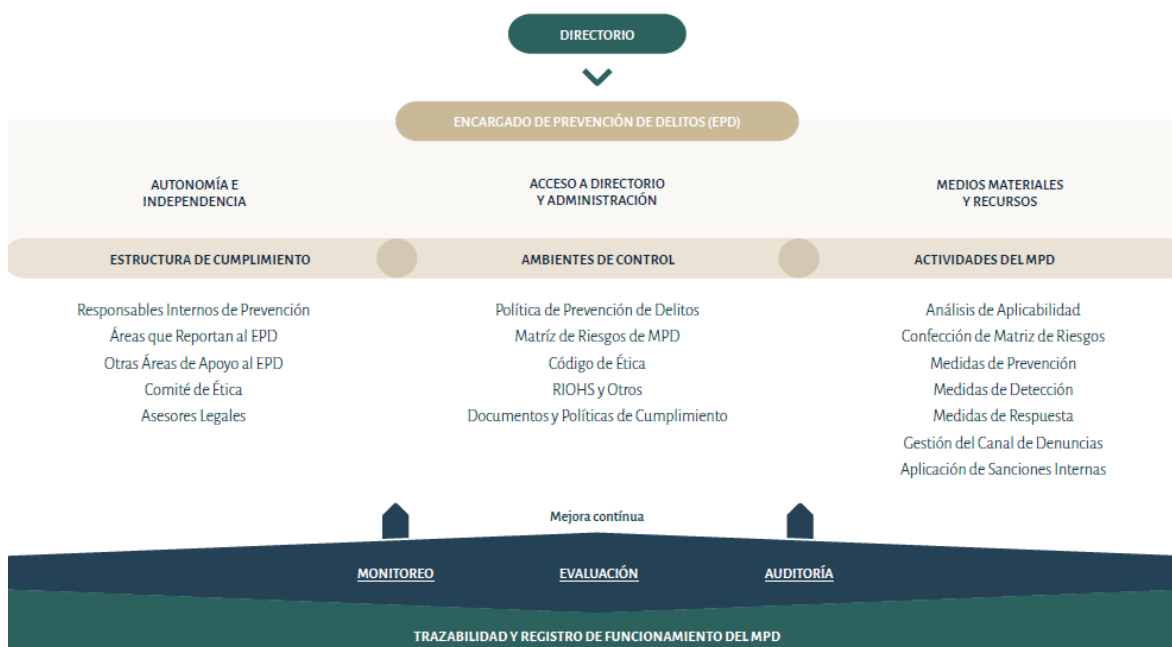 DIRECTORIO
ENCARGADO DE PREVENCIÓN DE DELITOS (EPD)
AUTONOMÍA E
INDEPENDENCIA
ACCESO A DIRECTORIO
Y ADMINISTRACIÓN
MEDIOS MATERIALES
Y RECURSOS
ESTRUCTURA DE CUMPLIMIENTO
AMBIENTES DE CONTROL
ACTIVIDADES DEL MPD
Responsables Internos de Prevención
Áreas que Reportan al EPD
Otras Áreas de Apoyo al EPD
Comité de Ética
Asesores Legales
Política de Prevención de Delitos
Matríz de Riesgos de MPD
Código de Ética
RIOHS y Otros
Documentos y Políticas de Cumplimiento
Análisis de Aplicabilidad
Confección de Matriz de Riesgos
Medidas de Prevención
Medidas de Detección
Medidas de Respuesta
Gestión del Canal de Denuncias
Aplicación de Sanciones Internas
Mejora contínua
MONITOREO
EVALUACIÓN
AUDITORÍA
TRAZABILIDAD Y REGISTRO DE FUNCIONAMIENTO DEL MPD